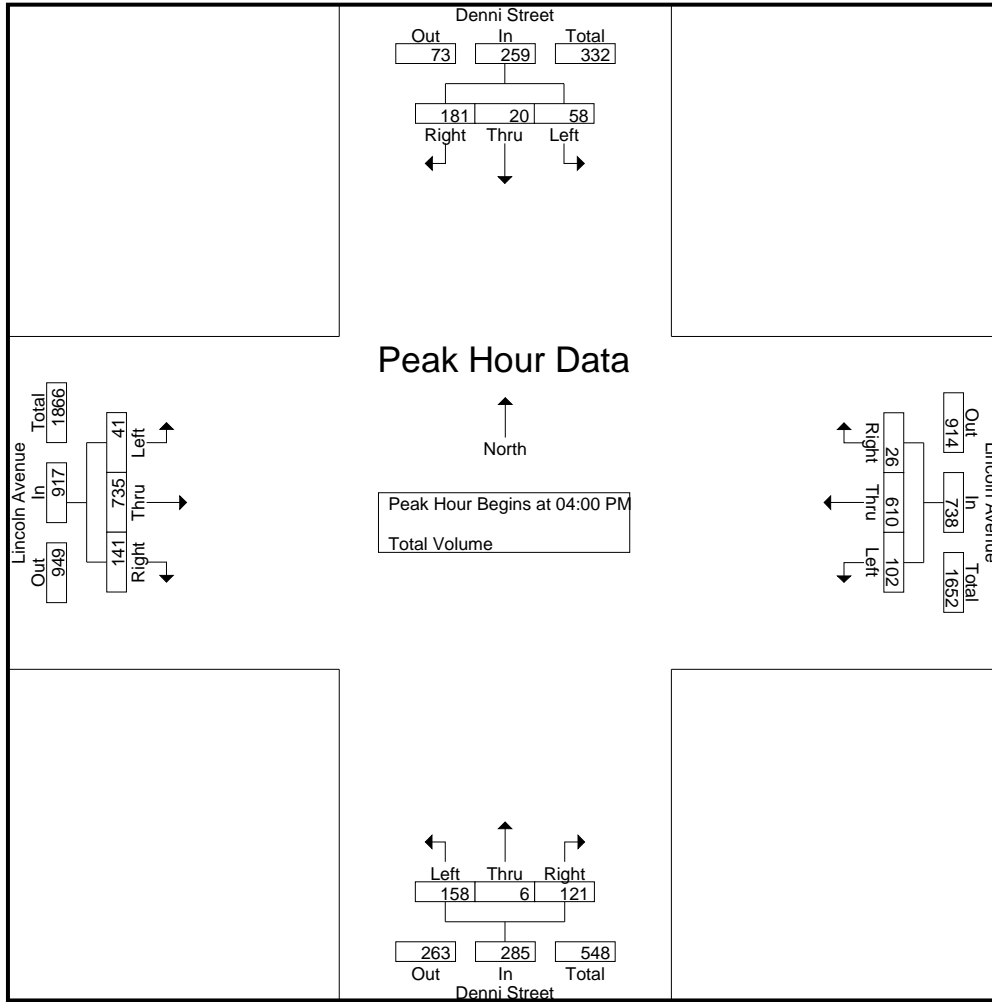 Denni Street
Out In Total
73 259 332
181 20 58
Right Thru Left
Peak Hour Data
North
Peak Hour Begins at 04:00 PM
Total Volume
Lincoln Avenue
Total In Out
1866 917 949
41 735 141
Left Thru Right
Right Thru Left
26 610 102
Out In Total
914 738 1652
Lincoln Avenue
Left Thru Right
158 6 121
263 285 548
Out In Total
Denni Street